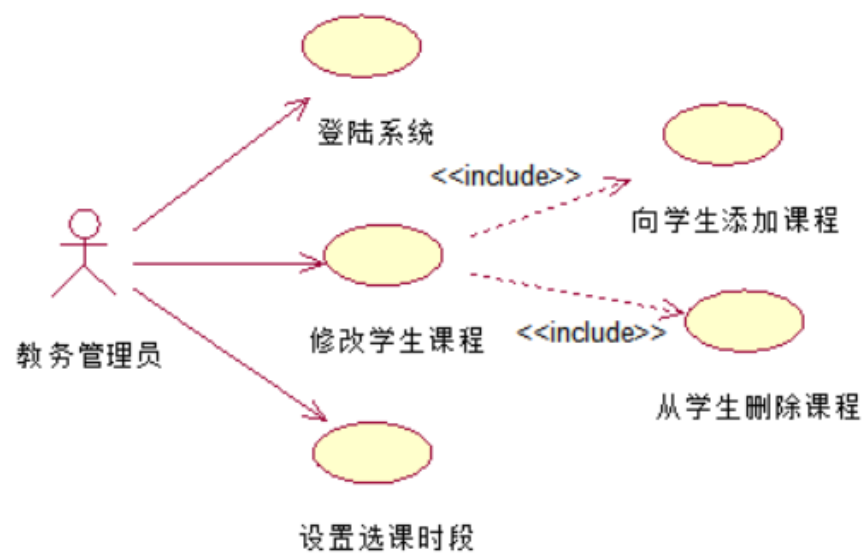 登陆系统
<<include>>
向学生添加课程
教务管理员
修改学生课程
<<include>>
从学生删除课程
设置选课时段